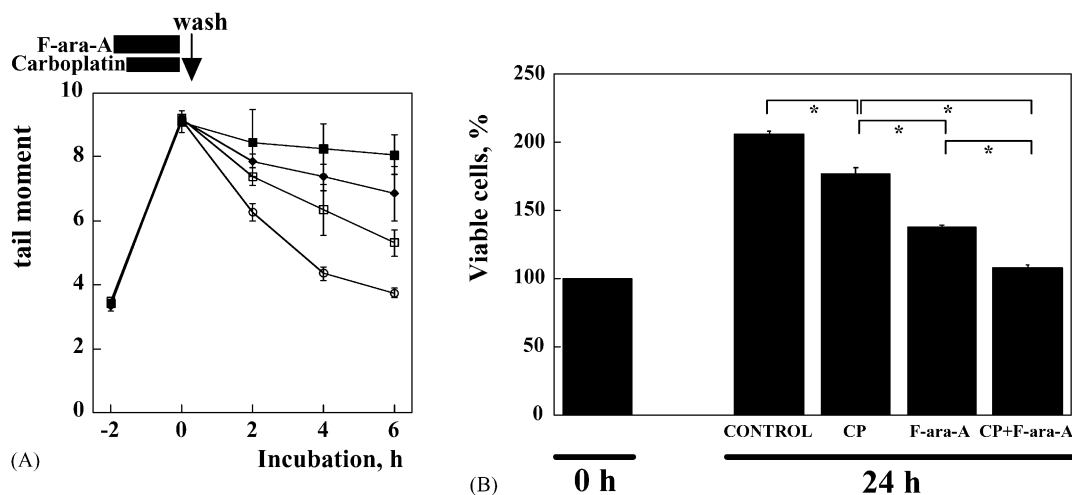 wash
F-ara-A
Carboplatin
10
8
6
4
2
0
tail moment
-2 0 2 4 6
Incubation, h
(A)
250
200
150
100
50
0
Viable cells, %
* *
* *
CONTROL CP F-ara-A CP+F-ara-A
0 h 24 h
(B)